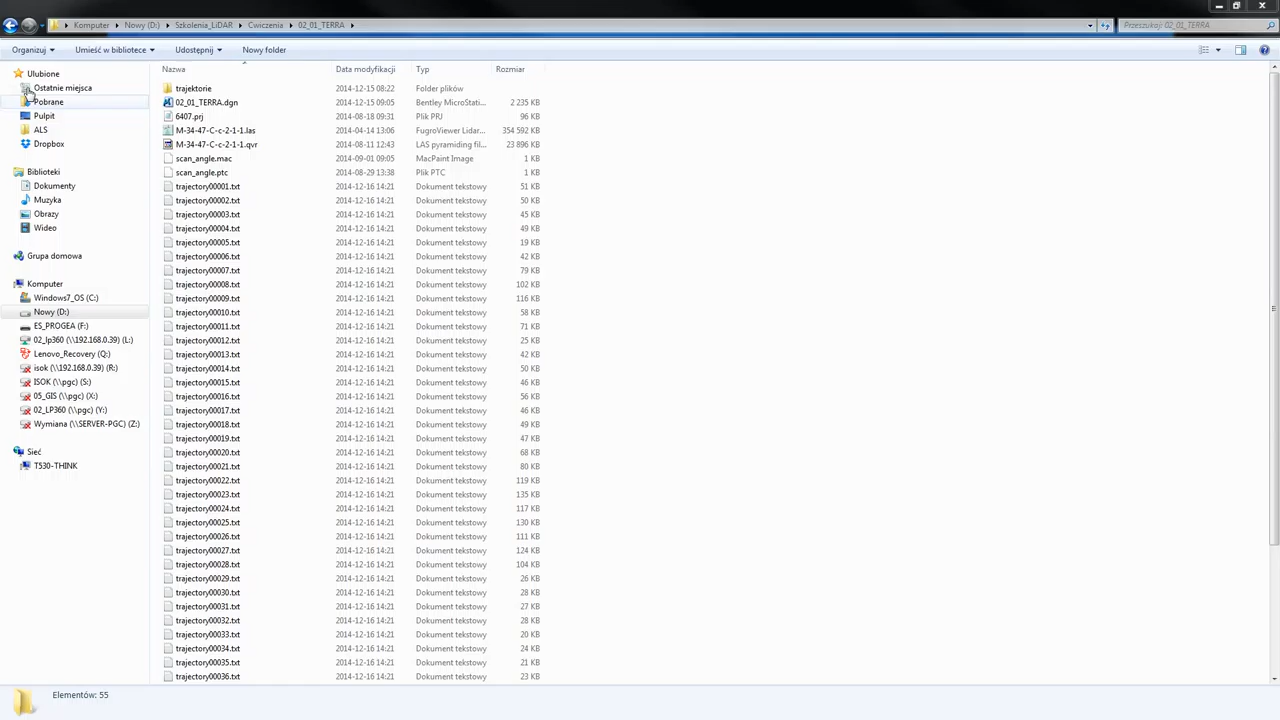 Komputer ▸ Nowy (D:) ▸ Szkolenia_LiDAR ▸ Cwiczenia ▸ 02_01_TERRA ▸ Przeszukaj: 02_01_TERRA
Organizuj Umieść w bibliotece Udostępnij Nowy folder
Ulubione
Ostatnie miejsca
Pobrane
Pulpit
ALS
Dropbox
Biblioteki
Dokumenty
Muzyka
Obrazy
Wideo
Grupa domowa
Komputer
Windows7_OS (C:)
Nowy (D:)
ES_PROGEA (F:)
02_lp360 (\\192.168.0.39) (L:)
Lenovo_Recovery (Q:)
isok (\\192.168.0.39) (R:)
ISOK (\\pgc) (S:)
05_GIS (\\pgc) (X:)
02_LP360 (\\pgc) (Y:)
Wymiana (\\SERVER-PGC) (Z:)
Sieć
T530-THINK
Nazwa Data modyfikacji Typ Rozmiar
trajektorie 2014-12-15 08:22 Folder plików
02_01_TERRA.dgn 2014-12-15 09:05 Bentley MicroStati... 2 235 KB
6407.prj 2014-08-18 09:31 Plik PRJ 96 KB
M-34-47-C-c-2-1-1.las 2014-04-14 13:06 FugroViewer Lidar... 354 592 KB
M-34-47-C-c-2-1-1.qvr 2014-08-11 12:43 LAS pyramiding fil... 23 896 KB
scan_angle.mac 2014-09-01 09:05 MacPaint Image 1 KB
scan_angle.ptc 2014-08-29 13:38 Plik PTC 1 KB
trajectory00001.txt 2014-12-16 14:21 Dokument tekstowy 51 KB
trajectory00002.txt 2014-12-16 14:21 Dokument tekstowy 50 KB
trajectory00003.txt 2014-12-16 14:21 Dokument tekstowy 45 KB
trajectory00004.txt 2014-12-16 14:21 Dokument tekstowy 49 KB
trajectory00005.txt 2014-12-16 14:21 Dokument tekstowy 19 KB
trajectory00006.txt 2014-12-16 14:21 Dokument tekstowy 42 KB
trajectory00007.txt 2014-12-16 14:21 Dokument tekstowy 79 KB
trajectory00008.txt 2014-12-16 14:21 Dokument tekstowy 102 KB
trajectory00009.txt 2014-12-16 14:21 Dokument tekstowy 116 KB
trajectory00010.txt 2014-12-16 14:21 Dokument tekstowy 58 KB
trajectory00011.txt 2014-12-16 14:21 Dokument tekstowy 71 KB
trajectory00012.txt 2014-12-16 14:21 Dokument tekstowy 25 KB
trajectory00013.txt 2014-12-16 14:21 Dokument tekstowy 42 KB
trajectory00014.txt 2014-12-16 14:21 Dokument tekstowy 50 KB
trajectory00015.txt 2014-12-16 14:21 Dokument tekstowy 46 KB
trajectory00016.txt 2014-12-16 14:21 Dokument tekstowy 56 KB
trajectory00017.txt 2014-12-16 14:21 Dokument tekstowy 46 KB
trajectory00018.txt 2014-12-16 14:21 Dokument tekstowy 49 KB
trajectory00019.txt 2014-12-16 14:21 Dokument tekstowy 47 KB
trajectory00020.txt 2014-12-16 14:21 Dokument tekstowy 68 KB
trajectory00021.txt 2014-12-16 14:21 Dokument tekstowy 80 KB
trajectory00022.txt 2014-12-16 14:21 Dokument tekstowy 119 KB
trajectory00023.txt 2014-12-16 14:21 Dokument tekstowy 135 KB
trajectory00024.txt 2014-12-16 14:21 Dokument tekstowy 117 KB
trajectory00025.txt 2014-12-16 14:21 Dokument tekstowy 130 KB
trajectory00026.txt 2014-12-16 14:21 Dokument tekstowy 111 KB
trajectory00027.txt 2014-12-16 14:21 Dokument tekstowy 124 KB
trajectory00028.txt 2014-12-16 14:21 Dokument tekstowy 104 KB
trajectory00029.txt 2014-12-16 14:21 Dokument tekstowy 26 KB
trajectory00030.txt 2014-12-16 14:21 Dokument tekstowy 28 KB
trajectory00031.txt 2014-12-16 14:21 Dokument tekstowy 27 KB
trajectory00032.txt 2014-12-16 14:21 Dokument tekstowy 28 KB
trajectory00033.txt 2014-12-16 14:21 Dokument tekstowy 20 KB
trajectory00034.txt 2014-12-16 14:21 Dokument tekstowy 24 KB
trajectory00035.txt 2014-12-16 14:21 Dokument tekstowy 21 KB
trajectory00036.txt 2014-12-16 14:21 Dokument tekstowy 23 KB
Elementów: 55